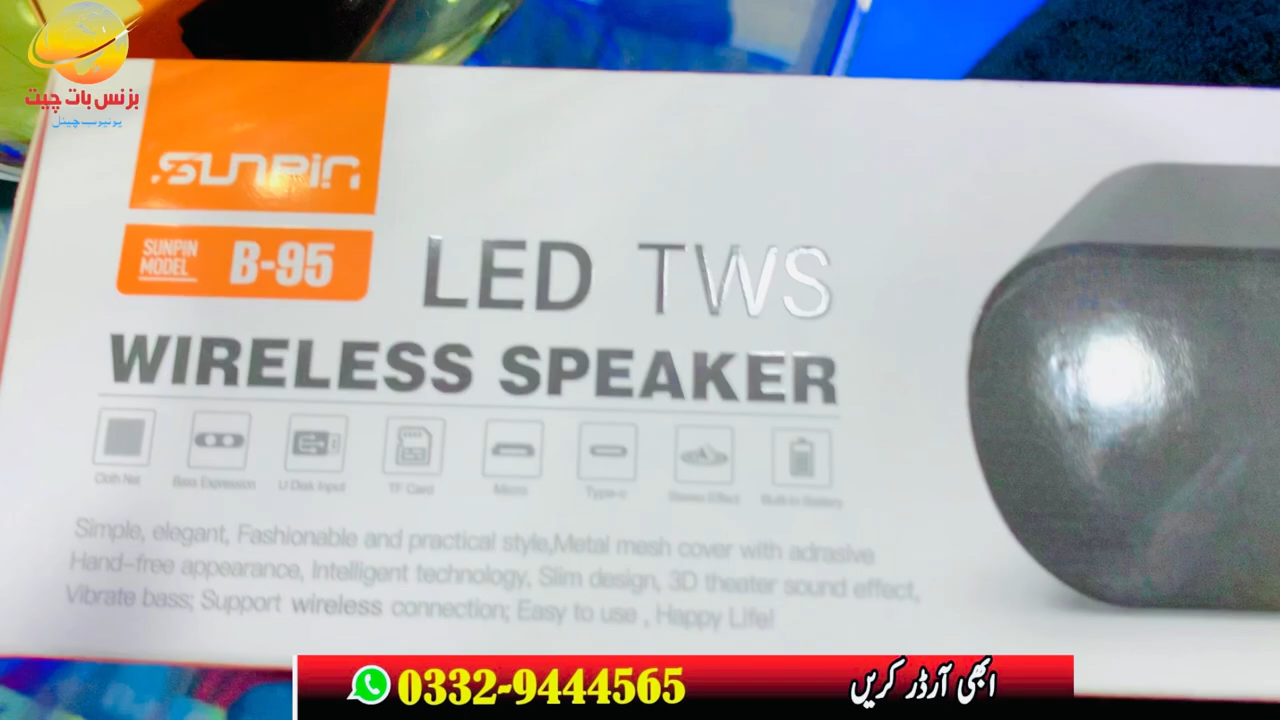 بزنس بات چیت
یوٹیوب چینل
SUNPIN
SUNPIN MODEL B-95
LED TWS
WIRELESS SPEAKER
Cloth Net Bass Expression U Disk Input TF Card Micro Type-c Stereo Effect Built-in Battery
Simple, elegant, Fashionable and practical style,Metal mesh cover with adrasive
Hand-free appearance, Intelligent technology, Slim design, 3D theater sound effect,
Vibrate bass; Support wireless connection; Easy to use , Happy Life!
0332-9444565 ابھی آرڈر کریں